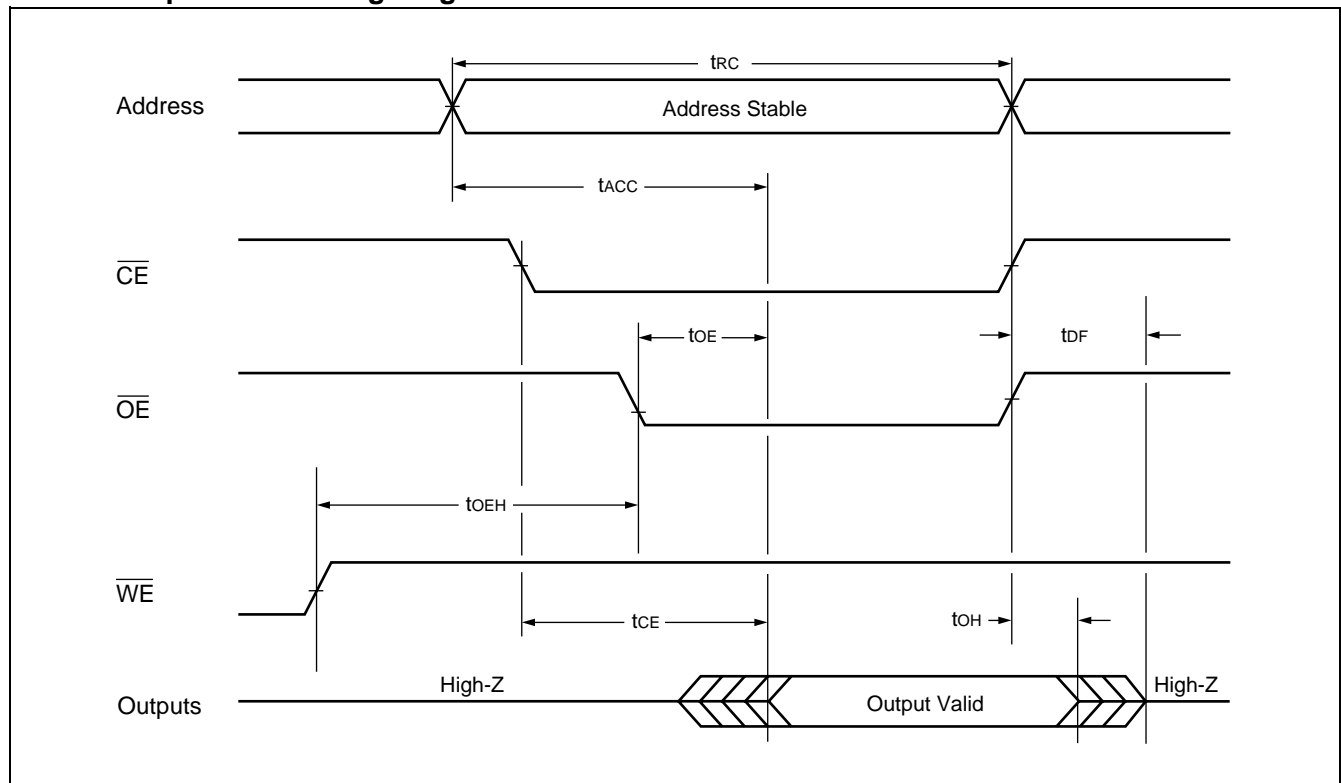 tRC
Address
Address Stable
tACC
CE
tOE
tDF
OE
tOEH
WE
tCE
tOH
High-Z
High-Z
Outputs
Output Valid